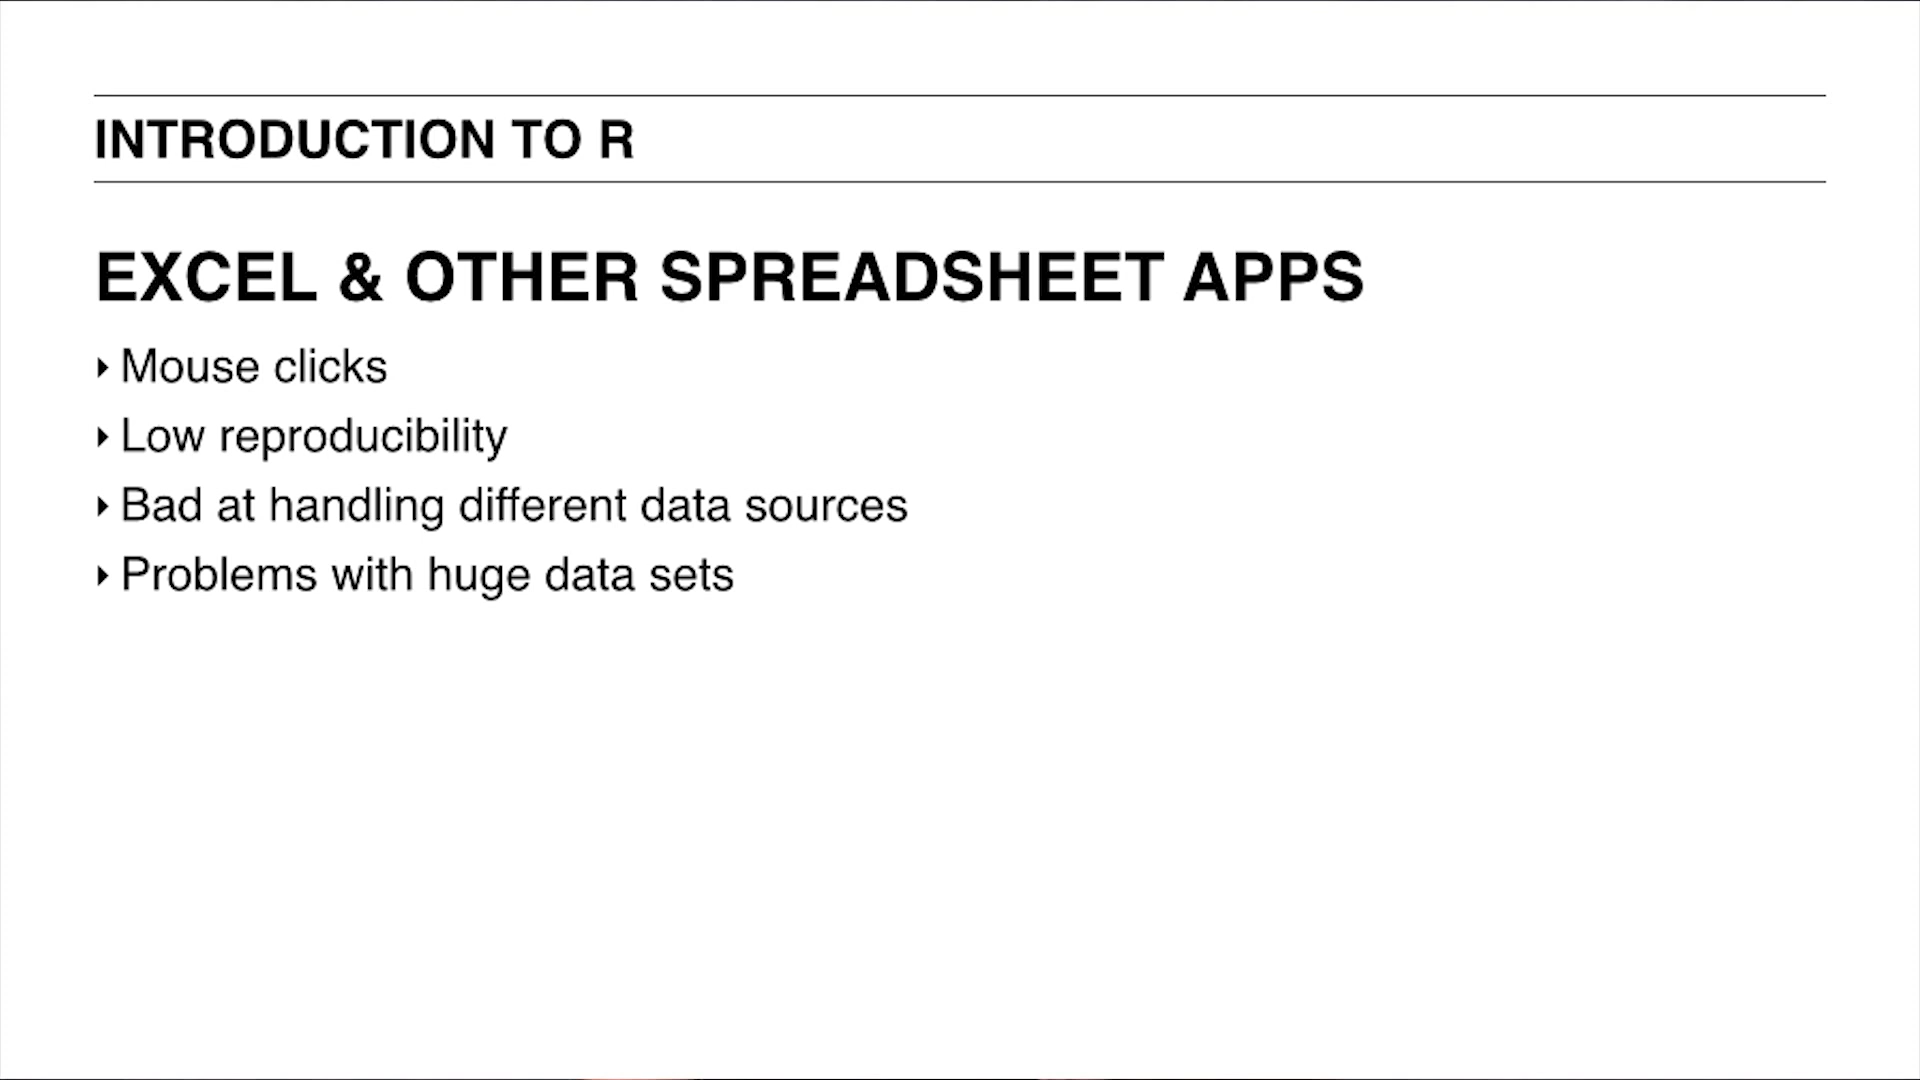 INTRODUCTION TO R
EXCEL & OTHER SPREADSHEET APPS
‣ Mouse clicks
‣ Low reproducibility
‣ Bad at handling different data sources
‣ Problems with huge data sets